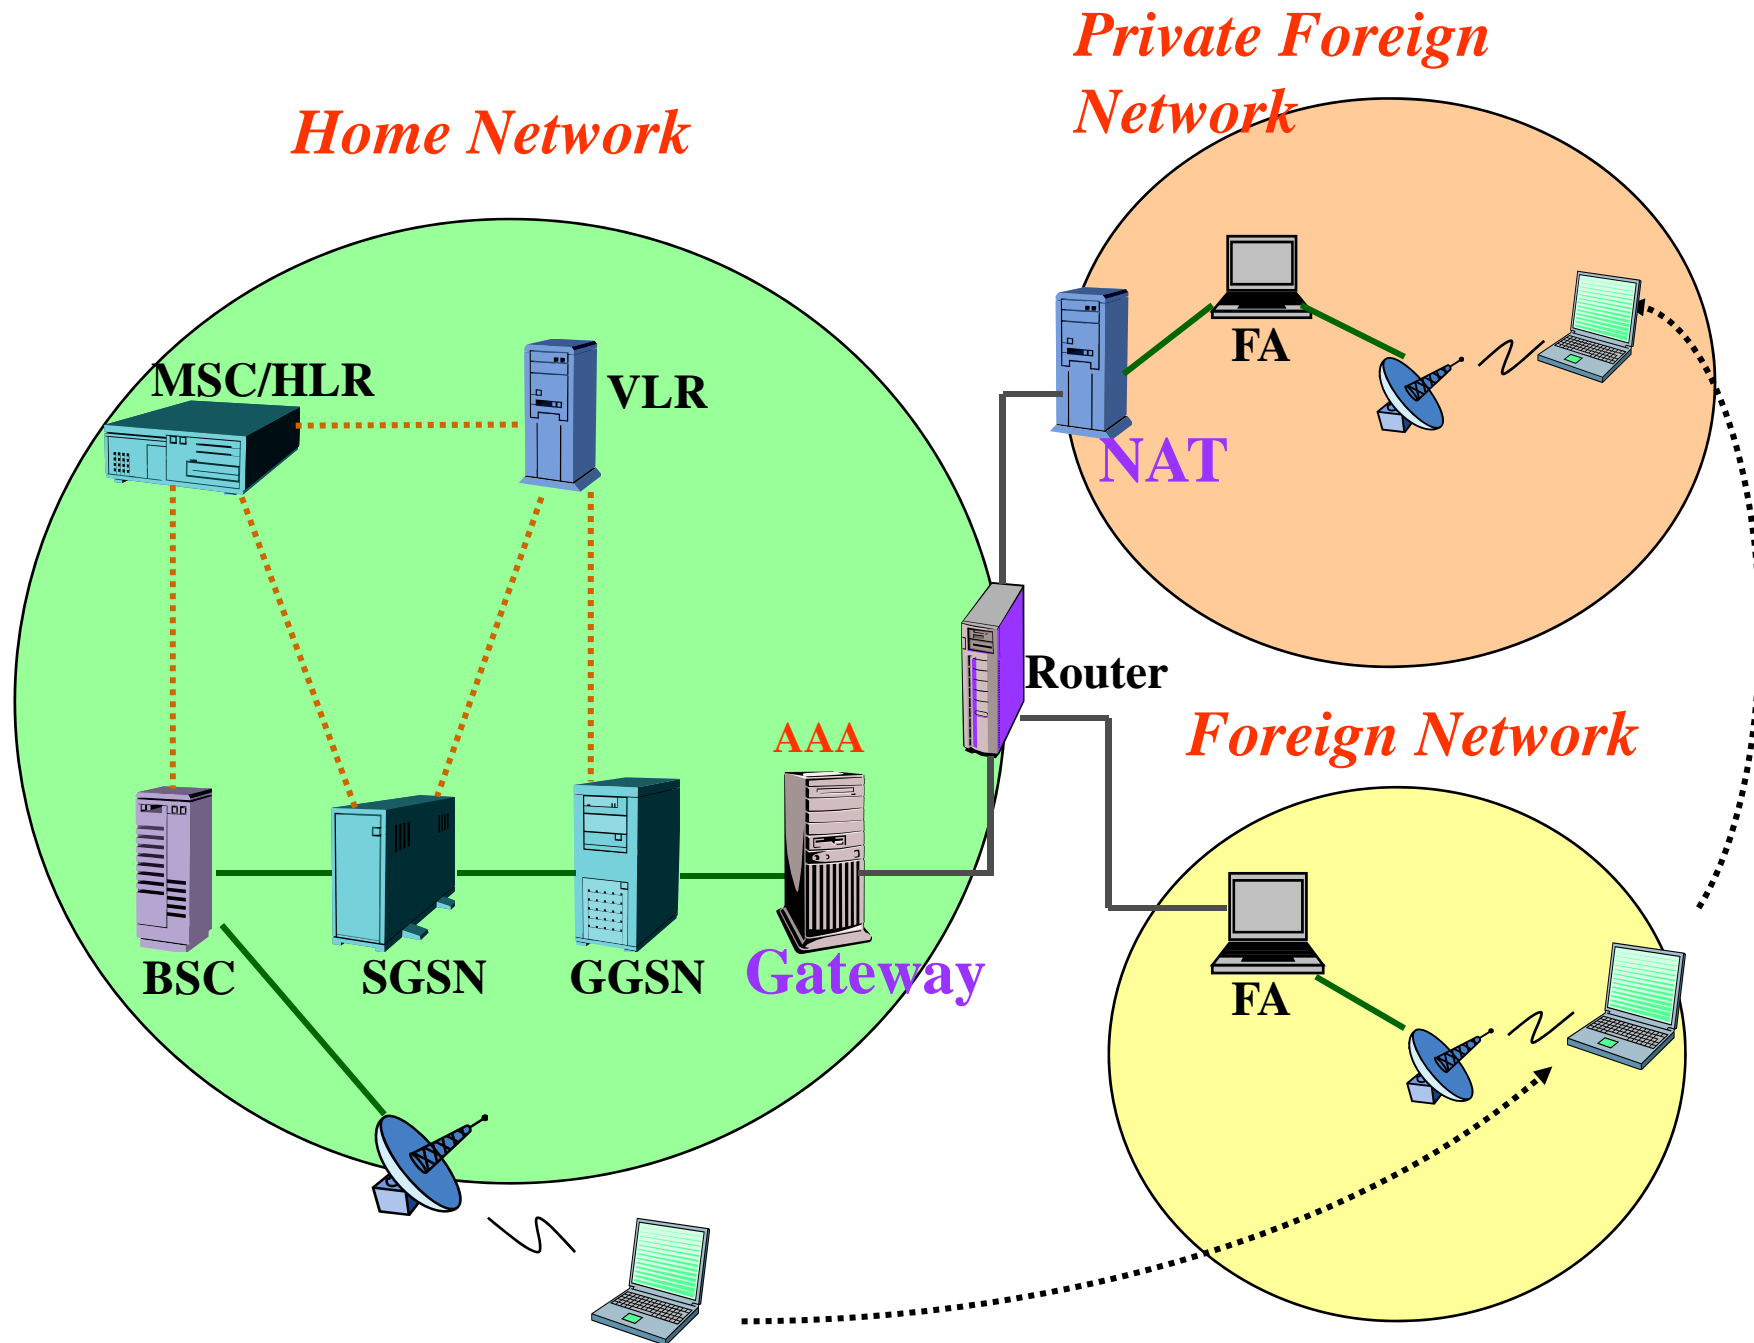 Private Foreign
Network
Home Network
MSC/HLR
VLR
FA
NAT
Router
AAA
Foreign Network
BSC
SGSN
GGSN
Gateway
FA